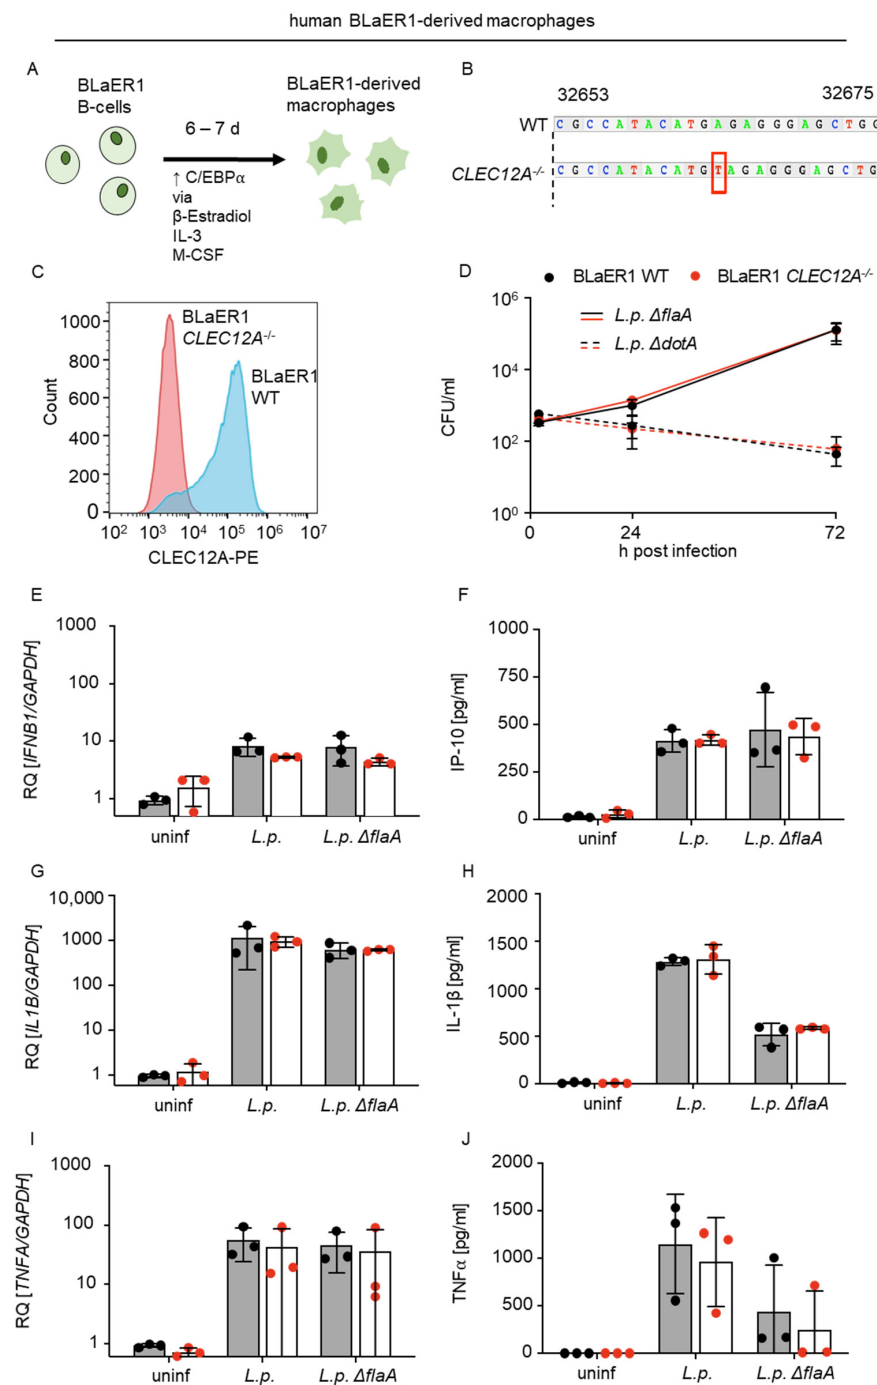 human BLaER1-derived macrophages
A
BLaER1
B-cells
6 – 7 d
↑ C/EBPα
via
β-Estradiol
IL-3
M-CSF
BLaER1-derived
macrophages
B
32653 32675
WT C G C C A T A C A T G A G A G G G A G C T G G
CLEC12A-/- C G C C A T A C A T G T A G A G G G A G C T G
C
Count
1000
800
600
400
200
0
BLaER1
CLEC12A-/-
BLaER1
WT
10² 10³ 10⁴ 10⁵ 10⁶ 10⁷
CLEC12A-PE
D
BLaER1 WT BLaER1 CLEC12A-/-
L.p. ΔflaA
L.p. ΔdotA
CFU/ml
10⁶
10⁴
10²
10⁰
0 24 72
h post infection
E
RQ [IFNB1/GAPDH]
1000
100
10
1
uninf L.p. L.p. ΔflaA
F
IP-10 [pg/ml]
1000
750
500
250
0
uninf L.p. L.p. ΔflaA
G
RQ [IL1B/GAPDH]
10,000
1000
100
10
1
uninf L.p. L.p. ΔflaA
H
IL-1β [pg/ml]
2000
1500
1000
500
0
uninf L.p. L.p. ΔflaA
I
RQ [TNFA/GAPDH]
1000
100
10
1
uninf L.p. L.p. ΔflaA
J
TNFα [pg/ml]
2000
1500
1000
500
0
uninf L.p. L.p. ΔflaA